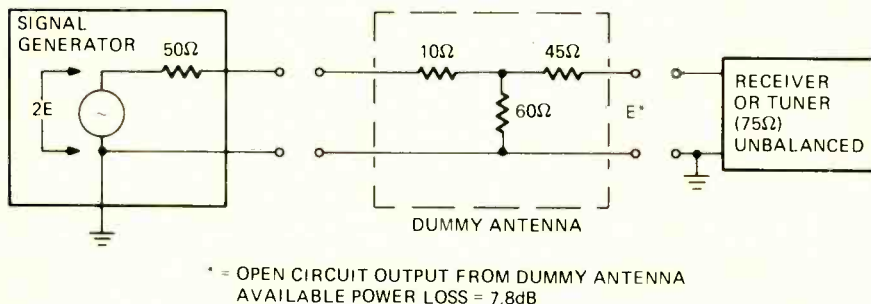 SIGNAL
GENERATOR
50Ω
2E
~
10Ω
45Ω
60Ω
E*
RECEIVER
OR TUNER
(75Ω)
UNBALANCED
DUMMY ANTENNA
* = OPEN CIRCUIT OUTPUT FROM DUMMY ANTENNA
AVAILABLE POWER LOSS = 7.8dB